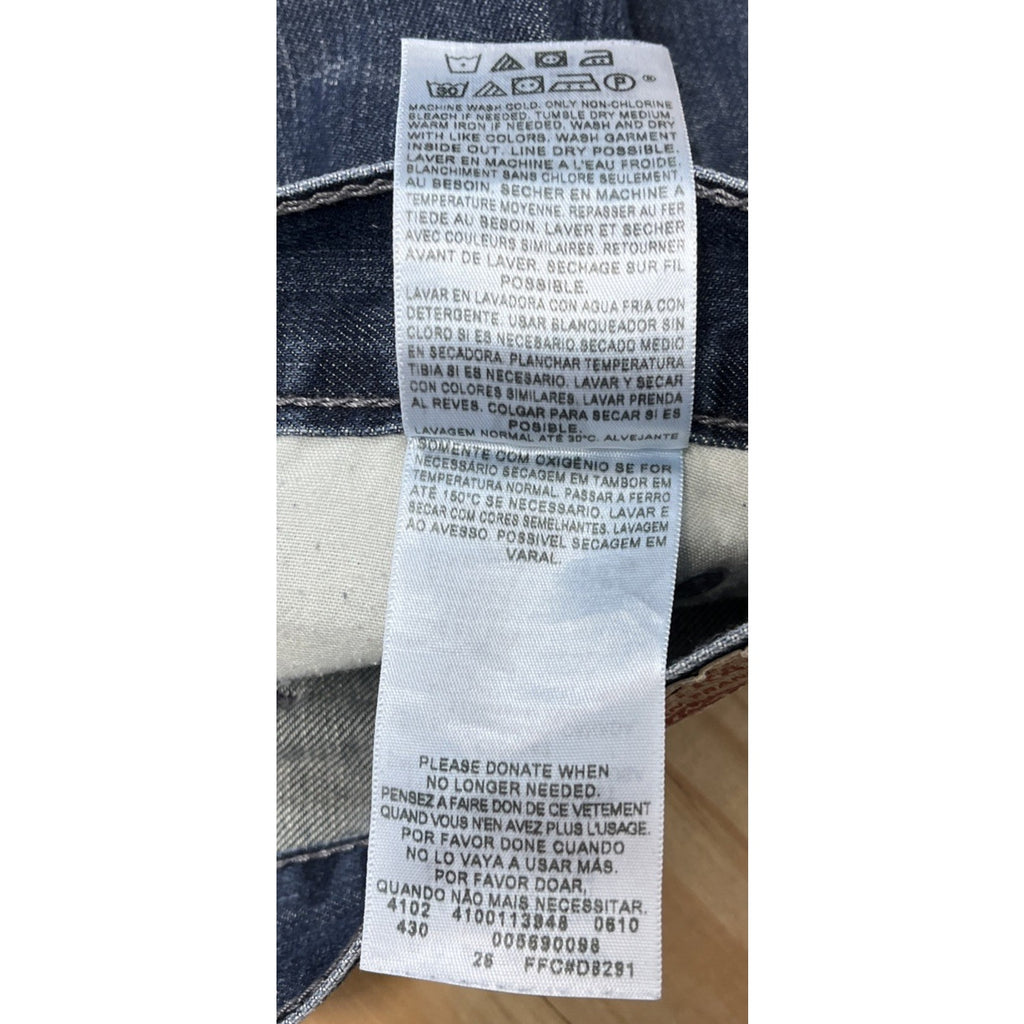 30
P ®
MACHINE WASH COLD. ONLY NON-CHLORINE
BLEACH IF NEEDED. TUMBLE DRY MEDIUM.
WARM IRON IF NEEDED. WASH AND DRY
WITH LIKE COLORS. WASH GARMENT
INSIDE OUT. LINE DRY POSSIBLE.
LAVER EN MACHINE A L'EAU FROIDE.
BLANCHIMENT SANS CHLORE SEULEMENT
AU BESOIN. SECHER EN MACHINE A
TEMPERATURE MOYENNE. REPASSER AU FER
TIEDE AU BESOIN. LAVER ET SECHER
AVEC COULEURS SIMILAIRES. RETOURNER
AVANT DE LAVER. SECHAGE SUR FIL
POSSIBLE.
LAVAR EN LAVADORA CON AGUA FRIA CON
DETERGENTE. USAR BLANQUEADOR SIN
CLORO SI ES NECESARIO. SECADO MEDIO
EN SECADORA. PLANCHAR TEMPERATURA
TIBIA SI ES NECESARIO. LAVAR Y SECAR
CON COLORES SIMILARES. LAVAR PRENDA
AL REVES. COLGAR PARA SECAR SI ES
POSIBLE.
LAVAGEM NORMAL ATÉ 30°C. ALVEJANTE
SOMENTE COM OXIGÊNIO SE FOR
NECESSÁRIO SECAGEM EM TAMBOR EM
TEMPERATURA NORMAL. PASSAR A FERRO
ATÉ 150°C SE NECESSÁRIO. LAVAR E
SECAR COM CORES SEMELHANTES. LAVAGEM
AO AVESSO. POSSIVEL SECAGEM EM
VARAL.
PLEASE DONATE WHEN
NO LONGER NEEDED.
PENSEZ A FAIRE DON DE CE VETEMENT
QUAND VOUS N'EN AVEZ PLUS L'USAGE.
POR FAVOR DONE CUANDO
NO LO VAYA A USAR MÁS.
POR FAVOR DOAR,
QUANDO NÃO MAIS NECESSITAR.
4102 4100113948 0610
430 005690098
26 FFC#D8291